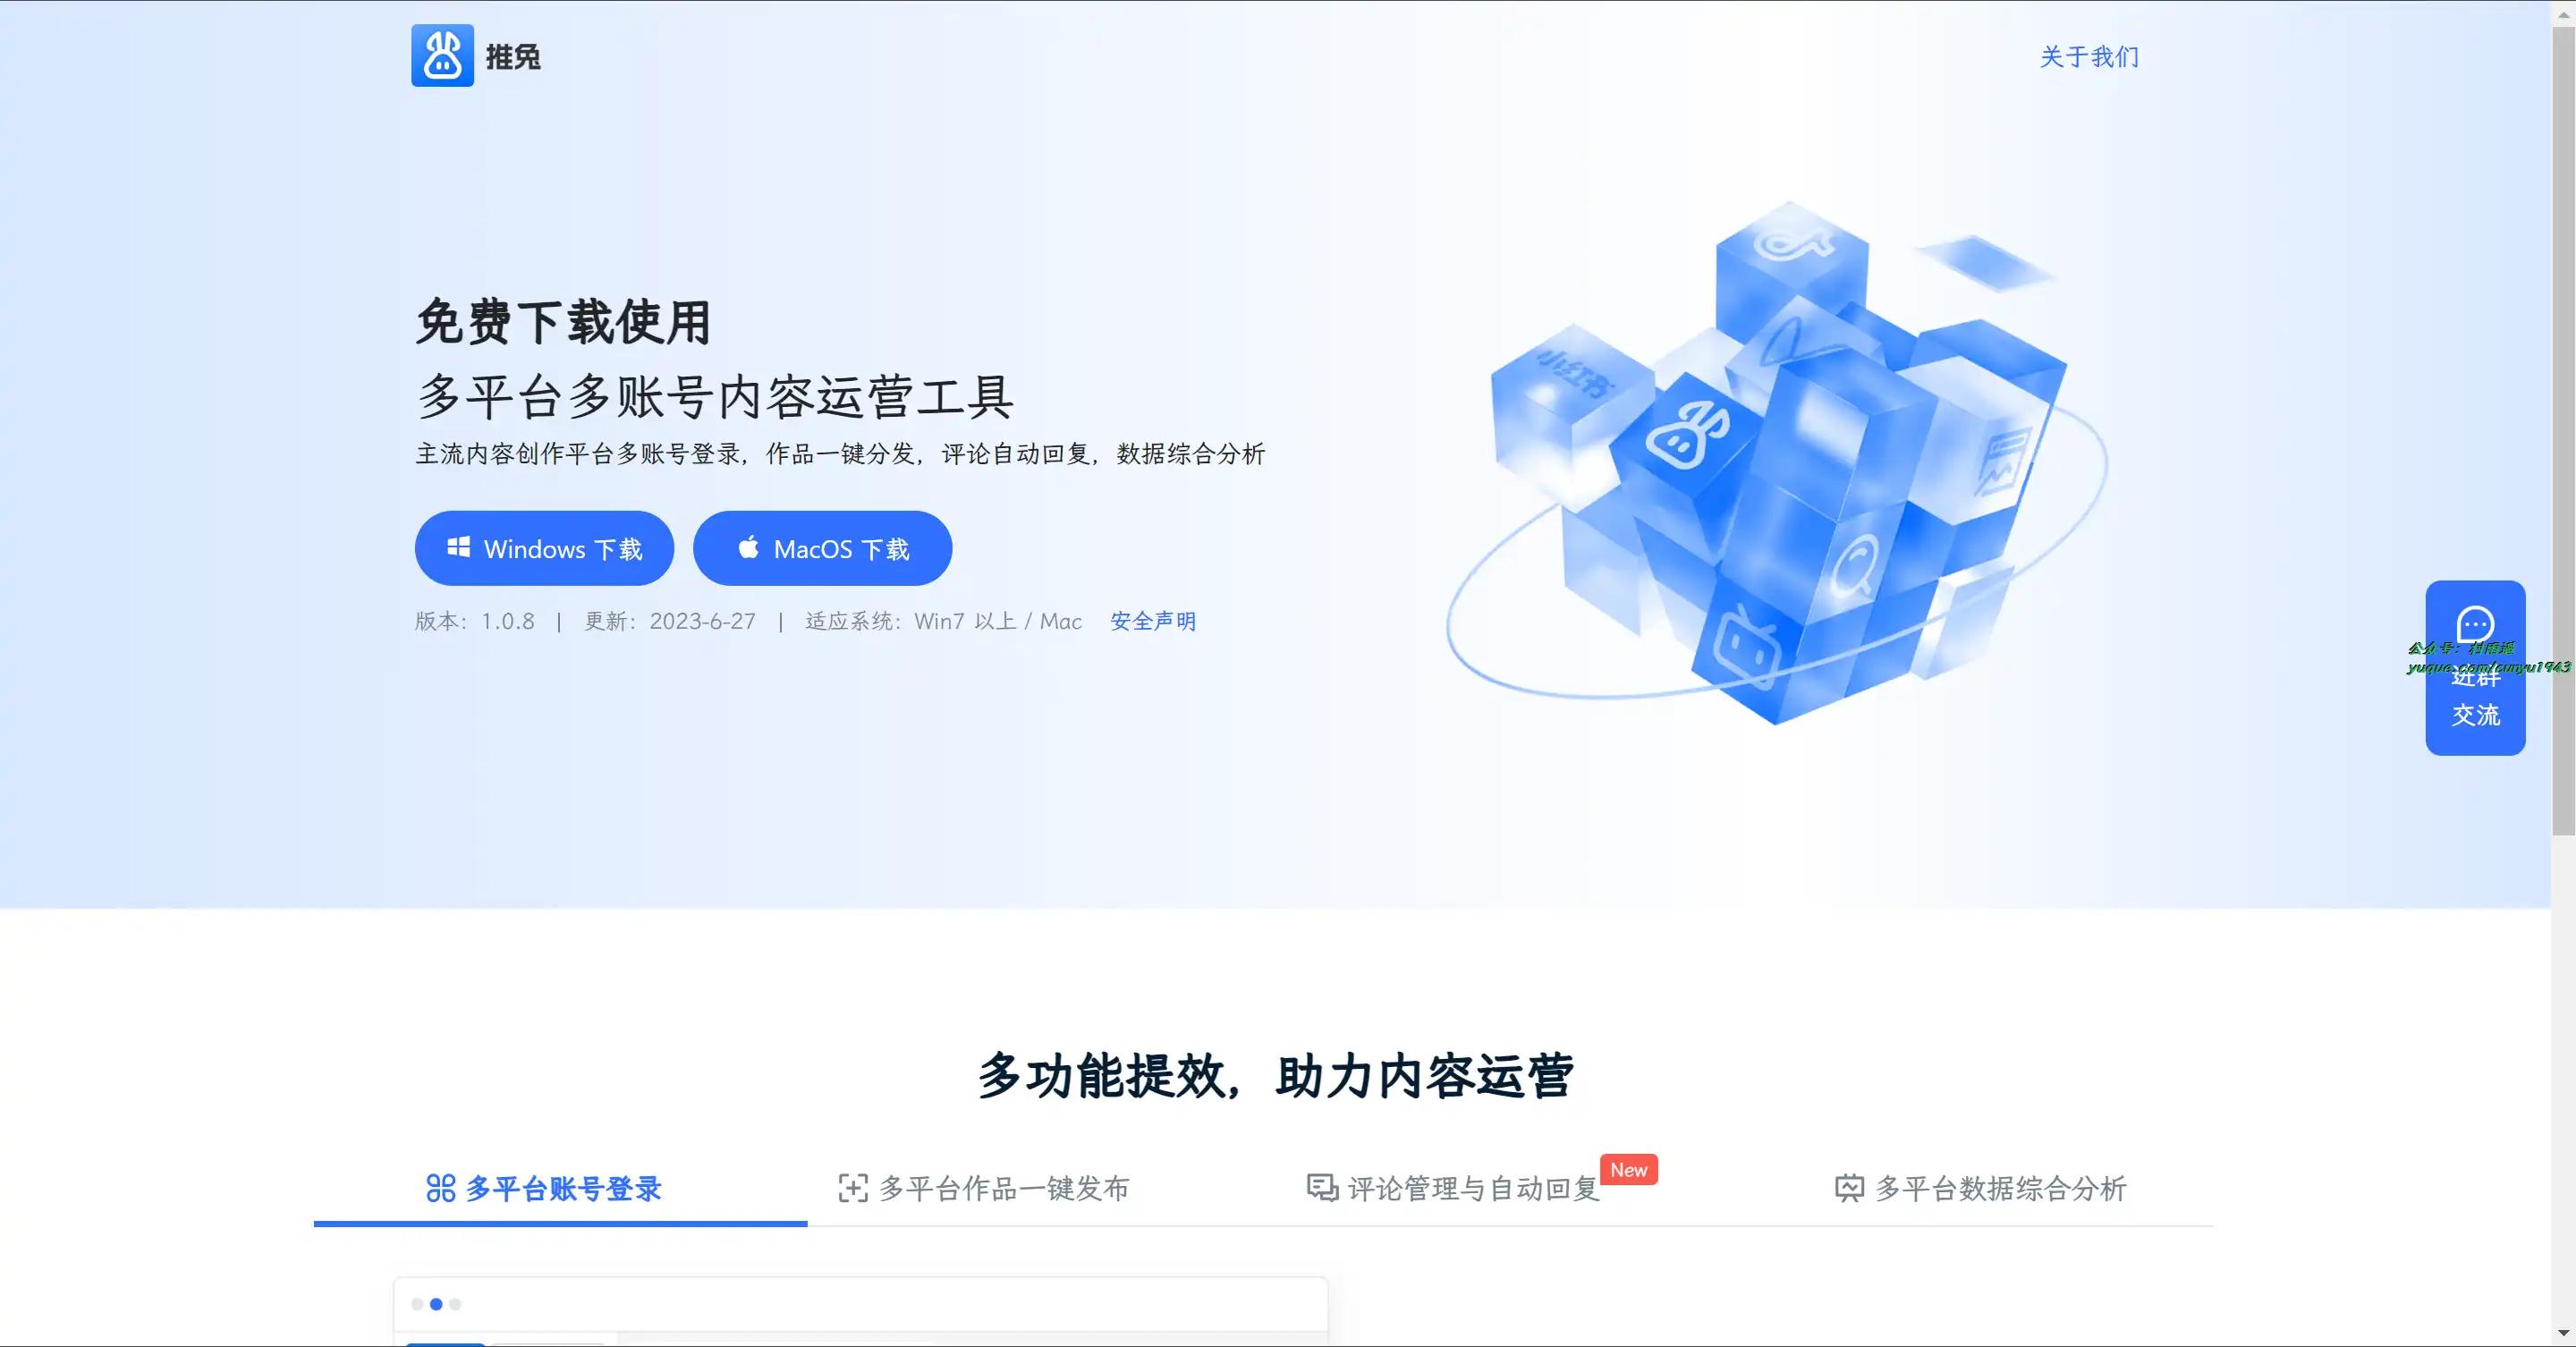 推兔
关于我们
免费下载使用
多平台多账号内容运营工具
主流内容创作平台多账号登录，作品一键分发，评论自动回复，数据综合分析
小红书
Windows 下载
MacOS 下载
版本：1.0.8 | 更新：2023-6-27 | 适应系统：Win7 以上 / Mac 安全声明
公众号：村雨遥
yuque.com/cunyu1943
进群
交流
多功能提效，助力内容运营
多平台账号登录
多平台作品一键发布
评论管理与自动回复
New
多平台数据综合分析